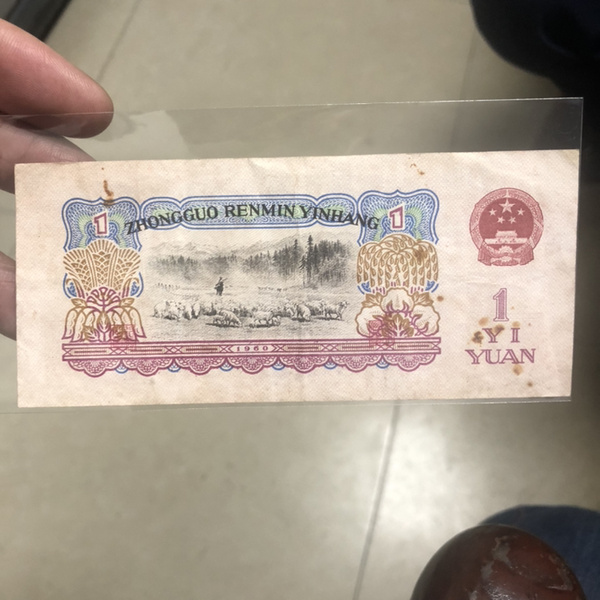 1
ZHONGGUO RENMIN YINHANG
1
1960
1
YI
YUAN